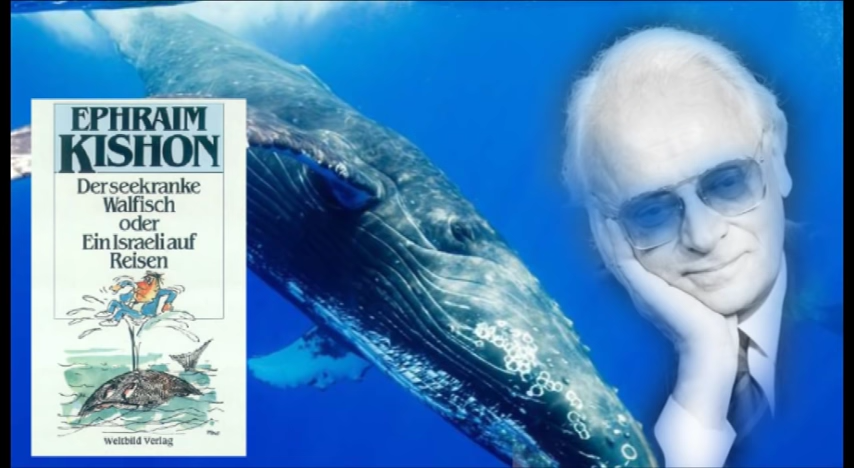 EPHRAIM
KISHON
Der seekranke
Walfisch
oder
Ein Israeli auf
Reisen
Weltbild Verlag